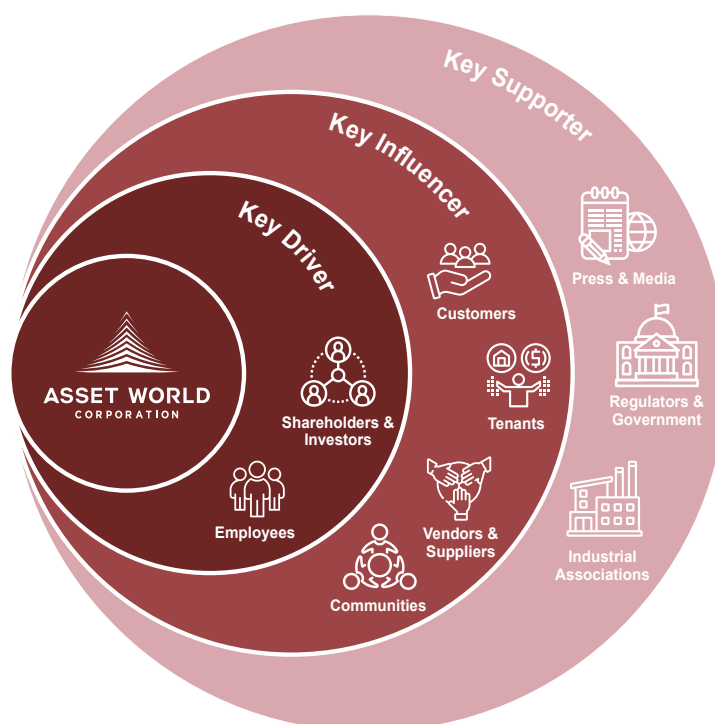 Key Supporter
Key Influencer
Key Driver
ASSET WORLD
CORPORATION
Shareholders &
Investors
Employees
Customers
Tenants
Vendors &
Suppliers
Communities
Press & Media
Regulators &
Government
Industrial
Associations